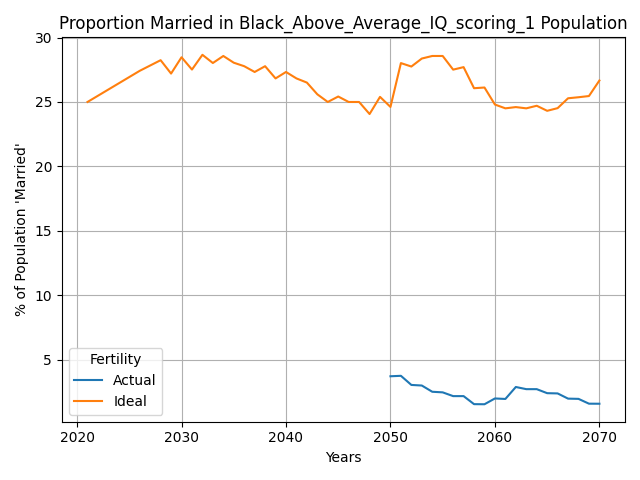 Proportion Married in Black_Above_Average_IQ_scoring_1 Population
% of Population 'Married'
30
25
20
15
10
5
Fertility
Actual
Ideal
2020 2030 2040 2050 2060 2070
Years